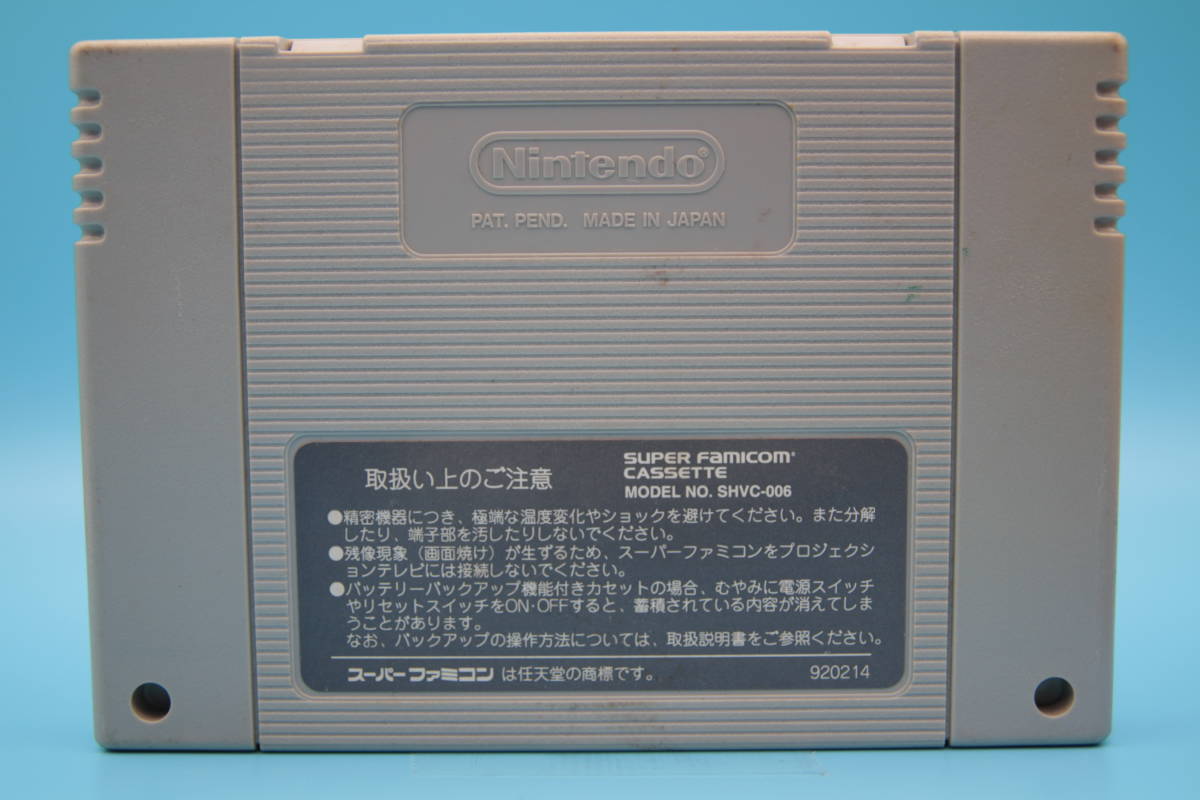 Nintendo®
PAT. PEND. MADE IN JAPAN
取扱い上のご注意
SUPER FAMICOM
CASSETTE
MODEL NO. SHVC-006
●精密機器につき、極端な温度変化やショックを避けてください。また分解
したり、端子部を汚したりしないでください。
●残像現象（画面焼け）が生ずるため、スーパーファミコンをプロジェクシ
ョンテレビには接続しないでください。
●バッテリーバックアップ機能付きカセットの場合、むやみに電源スイッチ
やリセットスイッチをON・OFFすると、蓄積されている内容が消えてしま
うことがあります。
なお、バックアップの操作方法については、取扱説明書をご参照ください。
スーパーファミコン は任天堂の商標です。
920214